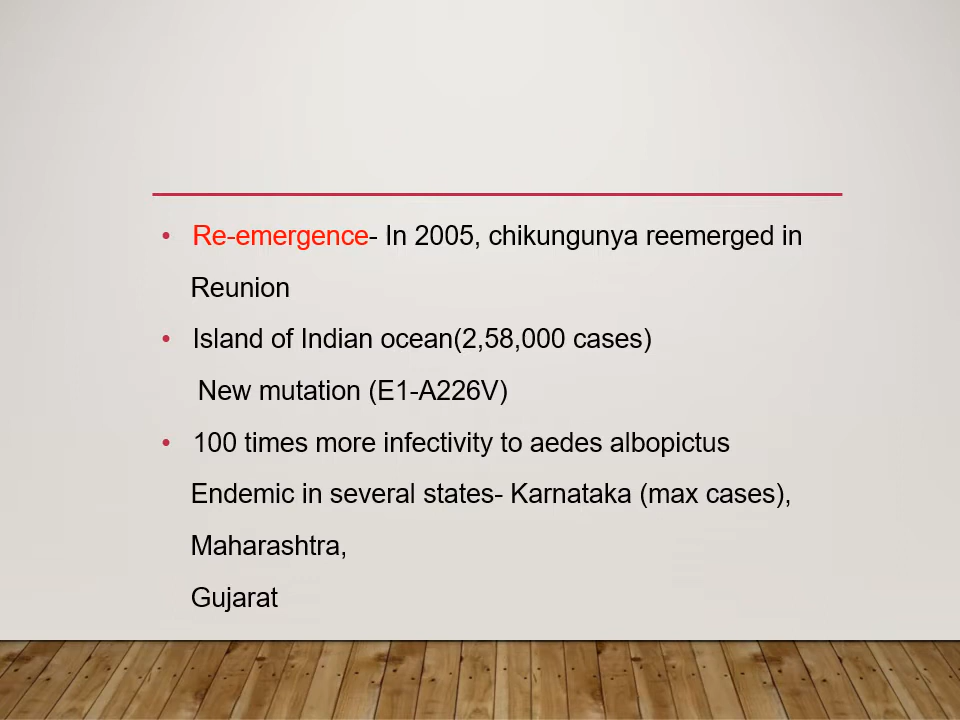 • Re-emergence- In 2005, chikungunya reemerged in
Reunion
• Island of Indian ocean(2,58,000 cases)
New mutation (E1-A226V)
• 100 times more infectivity to aedes albopictus
Endemic in several states- Karnataka (max cases),
Maharashtra,
Gujarat